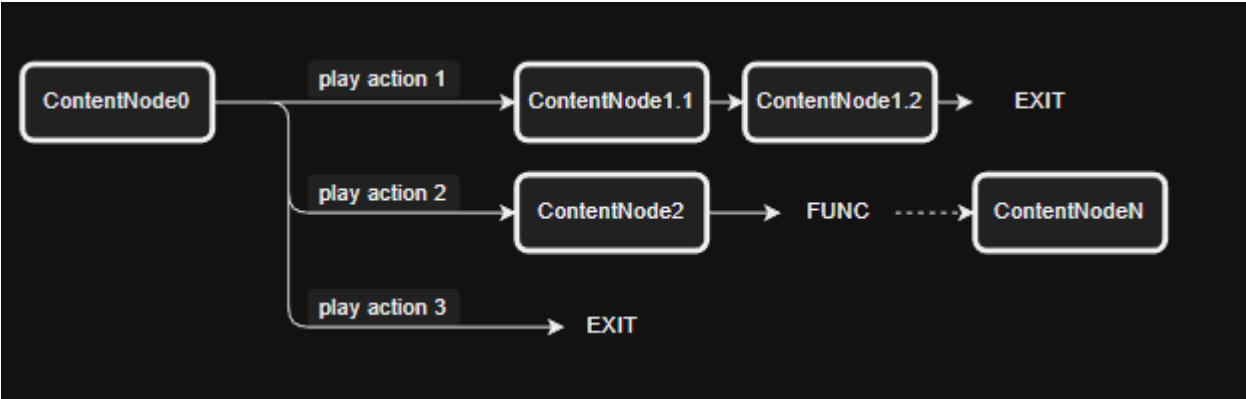 play action 1
ContentNode0
ContentNode1.1
ContentNode1.2
EXIT
play action 2
ContentNode2
FUNC
ContentNodeN
play action 3
EXIT